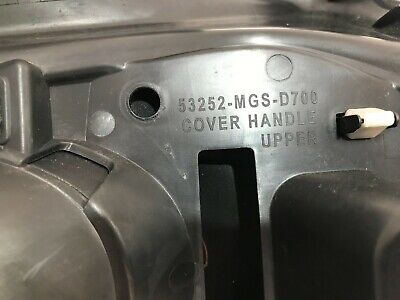 53252-MGS-D700
COVER HANDLE
UPPER